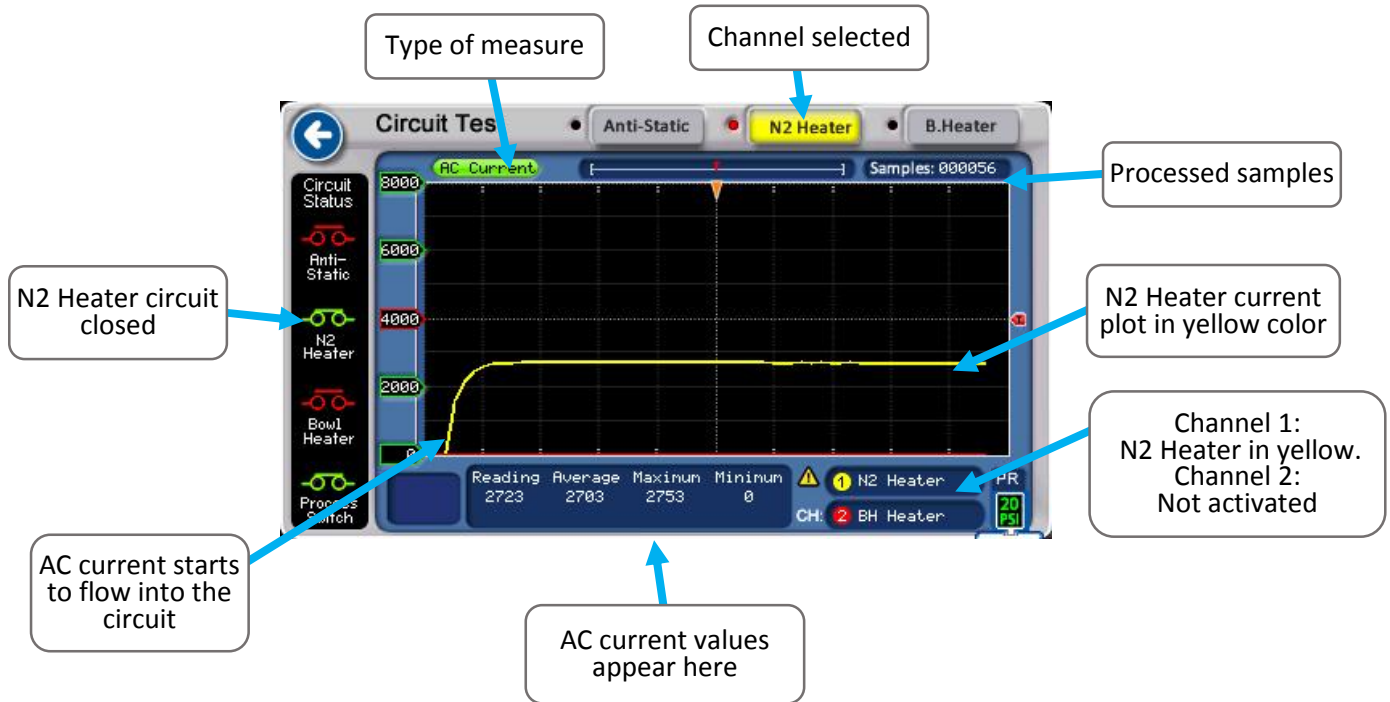 Type of measure
Channel selected
Circuit Tes
Anti-Static
N2 Heater
B.Heater
AC Current
[
T
]
Samples: 000056
Processed samples
Circuit
Status
Anti-
Static
N2
Heater
Bowl
Heater
Process
Switch
8000
6000
4000
2000
0
T
N2 Heater circuit
closed
N2 Heater current
plot in yellow color
Reading Average Maximun Minimun
2723 2703 2753 0
1 N2 Heater
CH: 2 BH Heater
PR
20
PSI
Channel 1:
N2 Heater in yellow.
Channel 2:
Not activated
AC current starts
to flow into the
circuit
AC current values
appear here